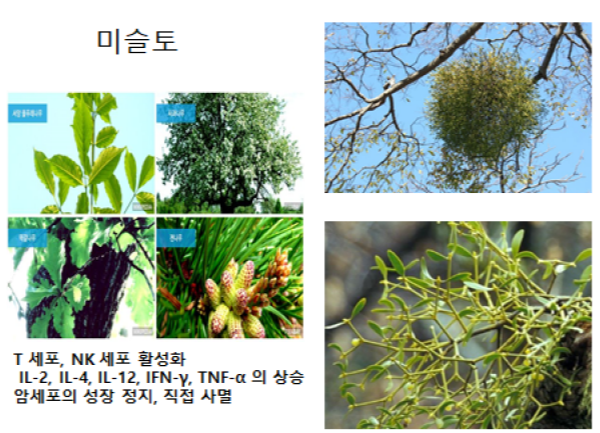 미슬토
T 세포, NK 세포 활성화
IL-2, IL-4, IL-12, IFN-γ, TNF-α 의 상승
암세포의 성장 정지, 직접 사멸